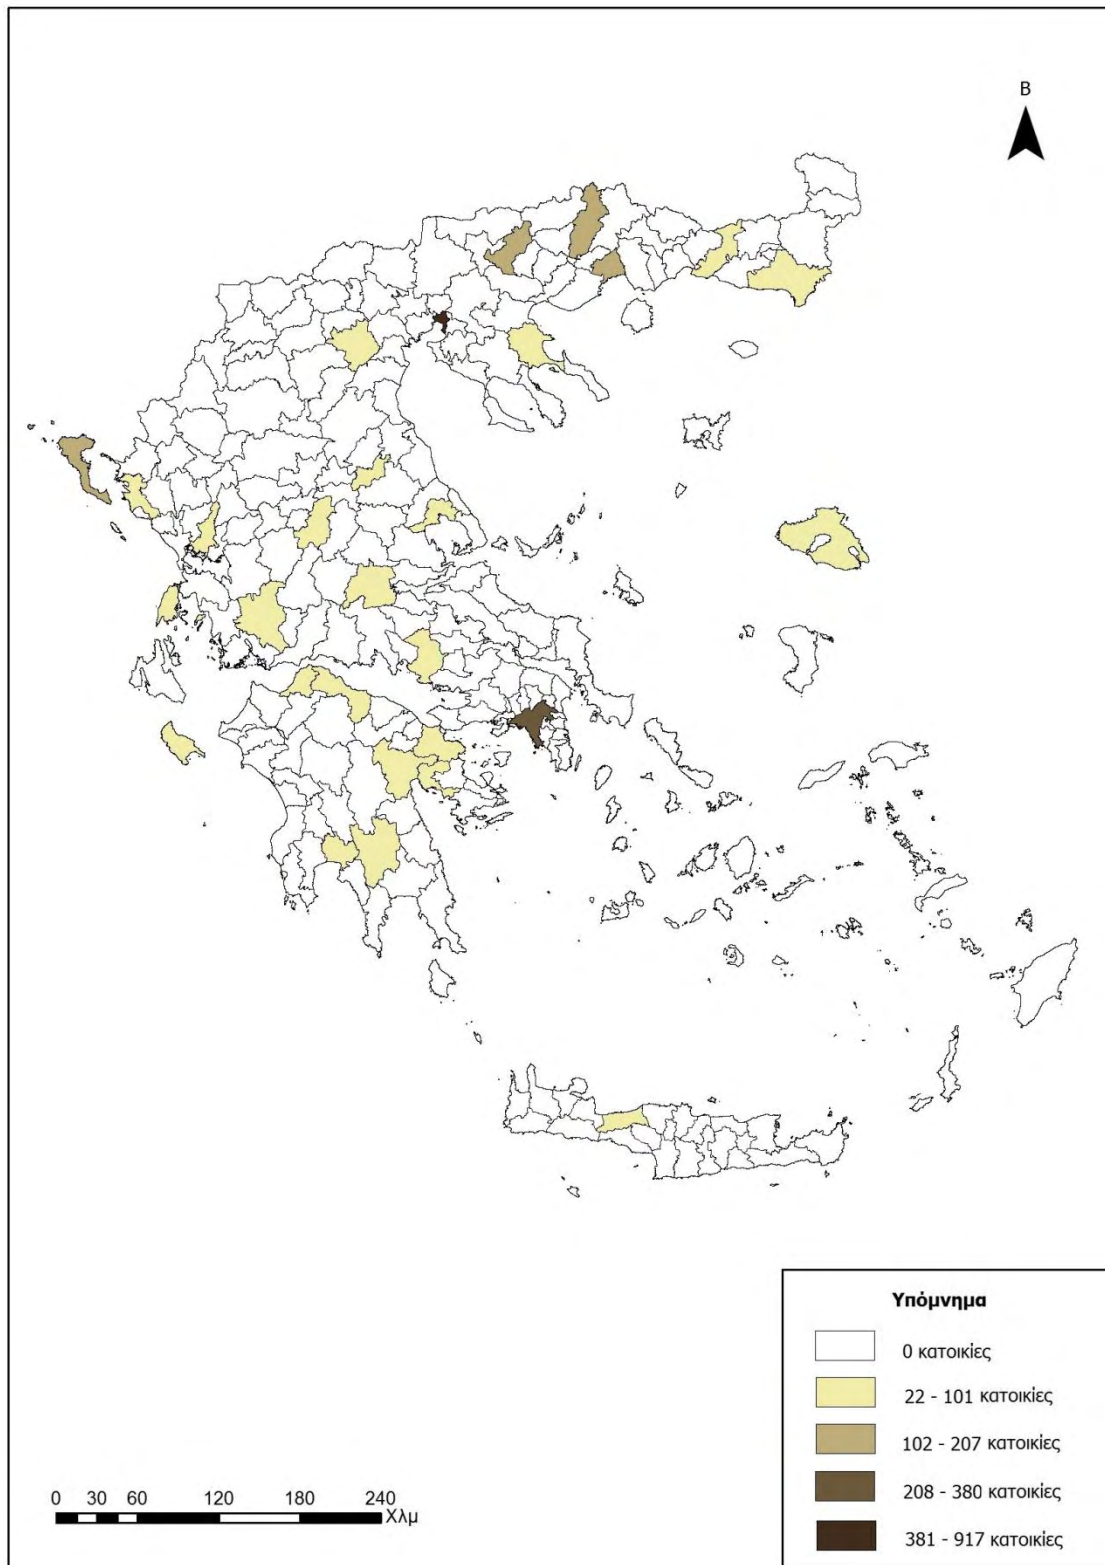 Β
Υπόμνημα
0 κατοικίες
22 - 101 κατοικίες
102 - 207 κατοικίες
208 - 380 κατοικίες
381 - 917 κατοικίες
0 30 60 120 180 240
Χλμ